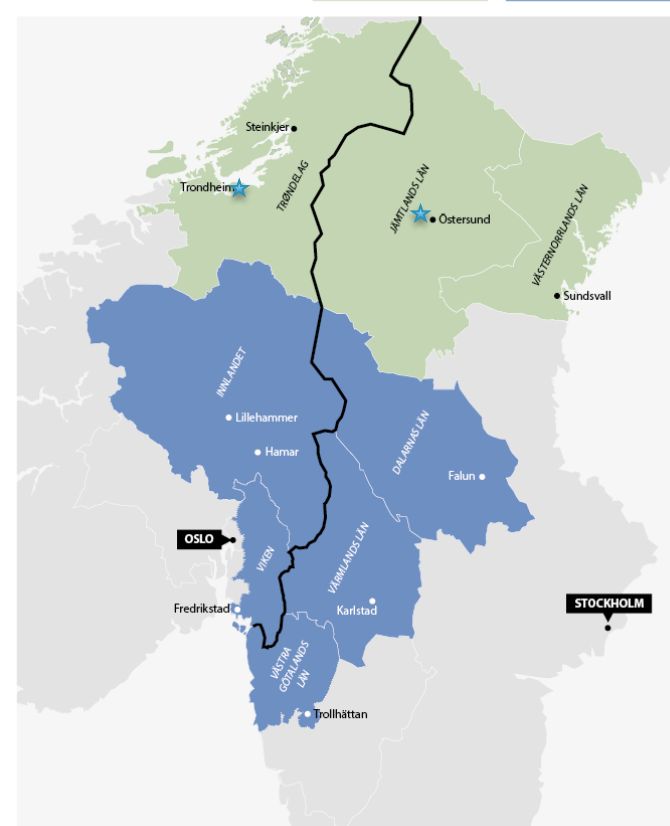 Steinkjer
Trondheim
TRØNDELAG
JÄMTLANDS LÄN
Östersund
VÄSTERNORRLANDS LÄN
Sundsvall
INNLANDET
Lillehammer
Hamar
DALARNAS LÄN
Falun
OSLO
VIKEN
VÄRMLANDS LÄN
Fredrikstad
Karlstad
STOCKHOLM
VÄSTRA
GÖTALANDS
LÄN
Trollhättan